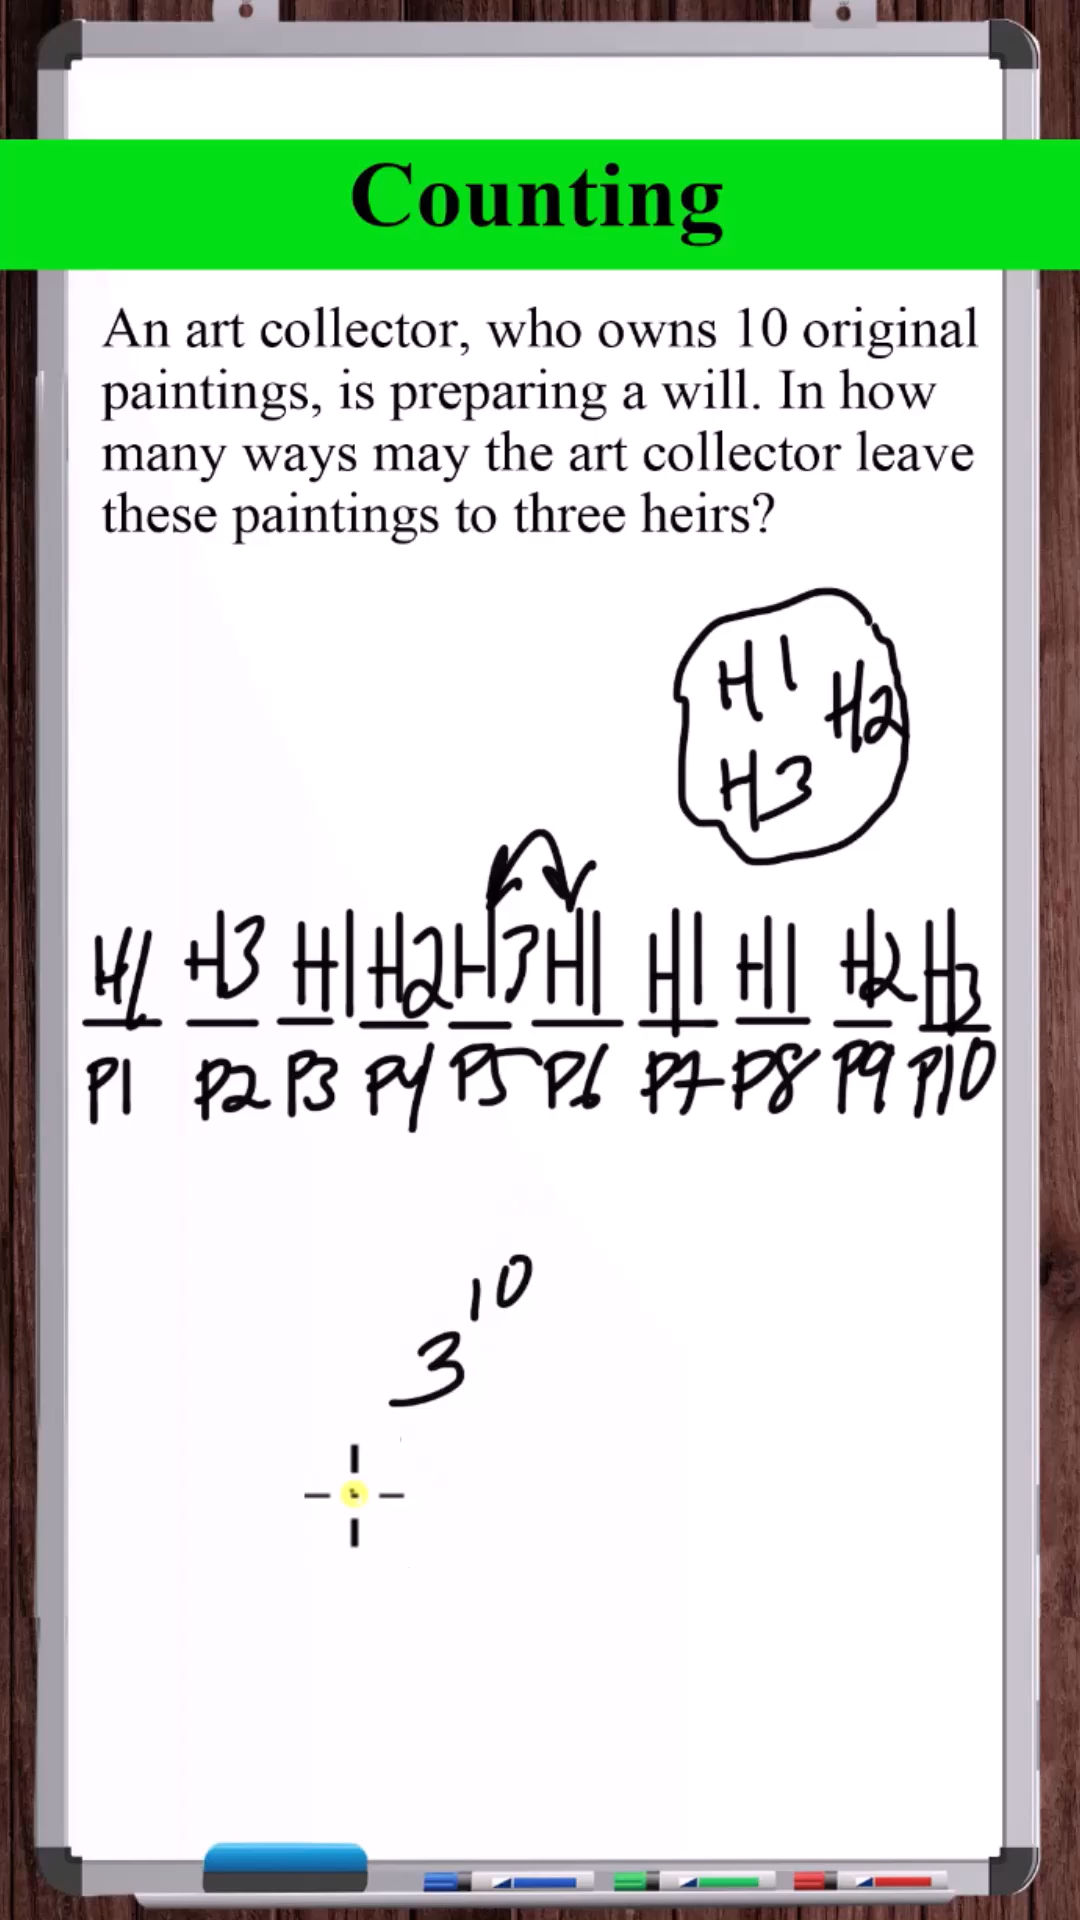 Counting
An art collector, who owns 10 original
paintings, is preparing a will. In how
many ways may the art collector leave
these paintings to three heirs?
H1
H2
H3
H3 H1 H2 H3 H1 H1 H1 H2 H3
P1 P2 P3 P4 P5 P6 P7 P8 P9 P10
3^10